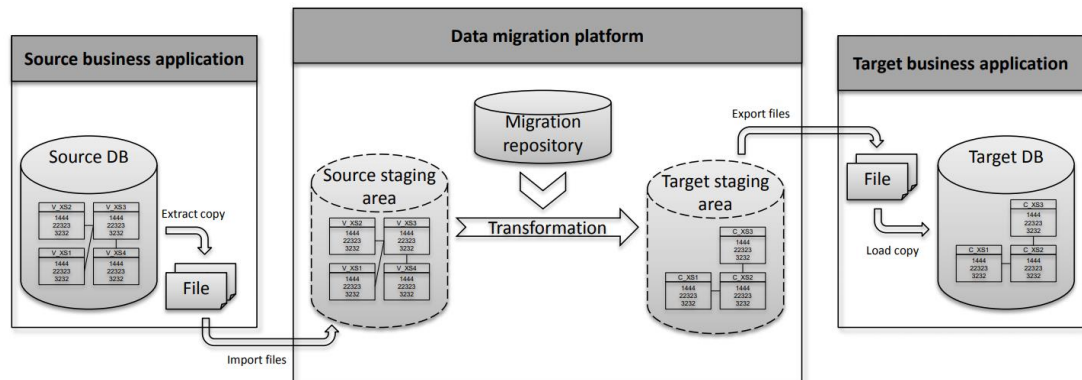 Source business application
Data migration platform
Target business application
Source DB
V_XS2
1444
22323
3232
V_XS3
1444
22323
3232
V_XS1
1444
22323
3232
V_XS4
1444
22323
3232
Extract copy
File
Import files
Source staging
area
V_XS2
1444
22323
3232
V_XS3
1444
22323
3232
V_XS1
1444
22323
3232
V_XS4
1444
22323
3232
Migration
repository
Transformation
Target staging
area
C_XS3
1444
22323
3232
C_XS1
1444
22323
3232
C_XS2
1444
22323
3232
Export files
File
Load copy
Target DB
C_XS3
1444
22323
3232
C_XS1
1444
22323
3232
C_XS2
1444
22323
3232